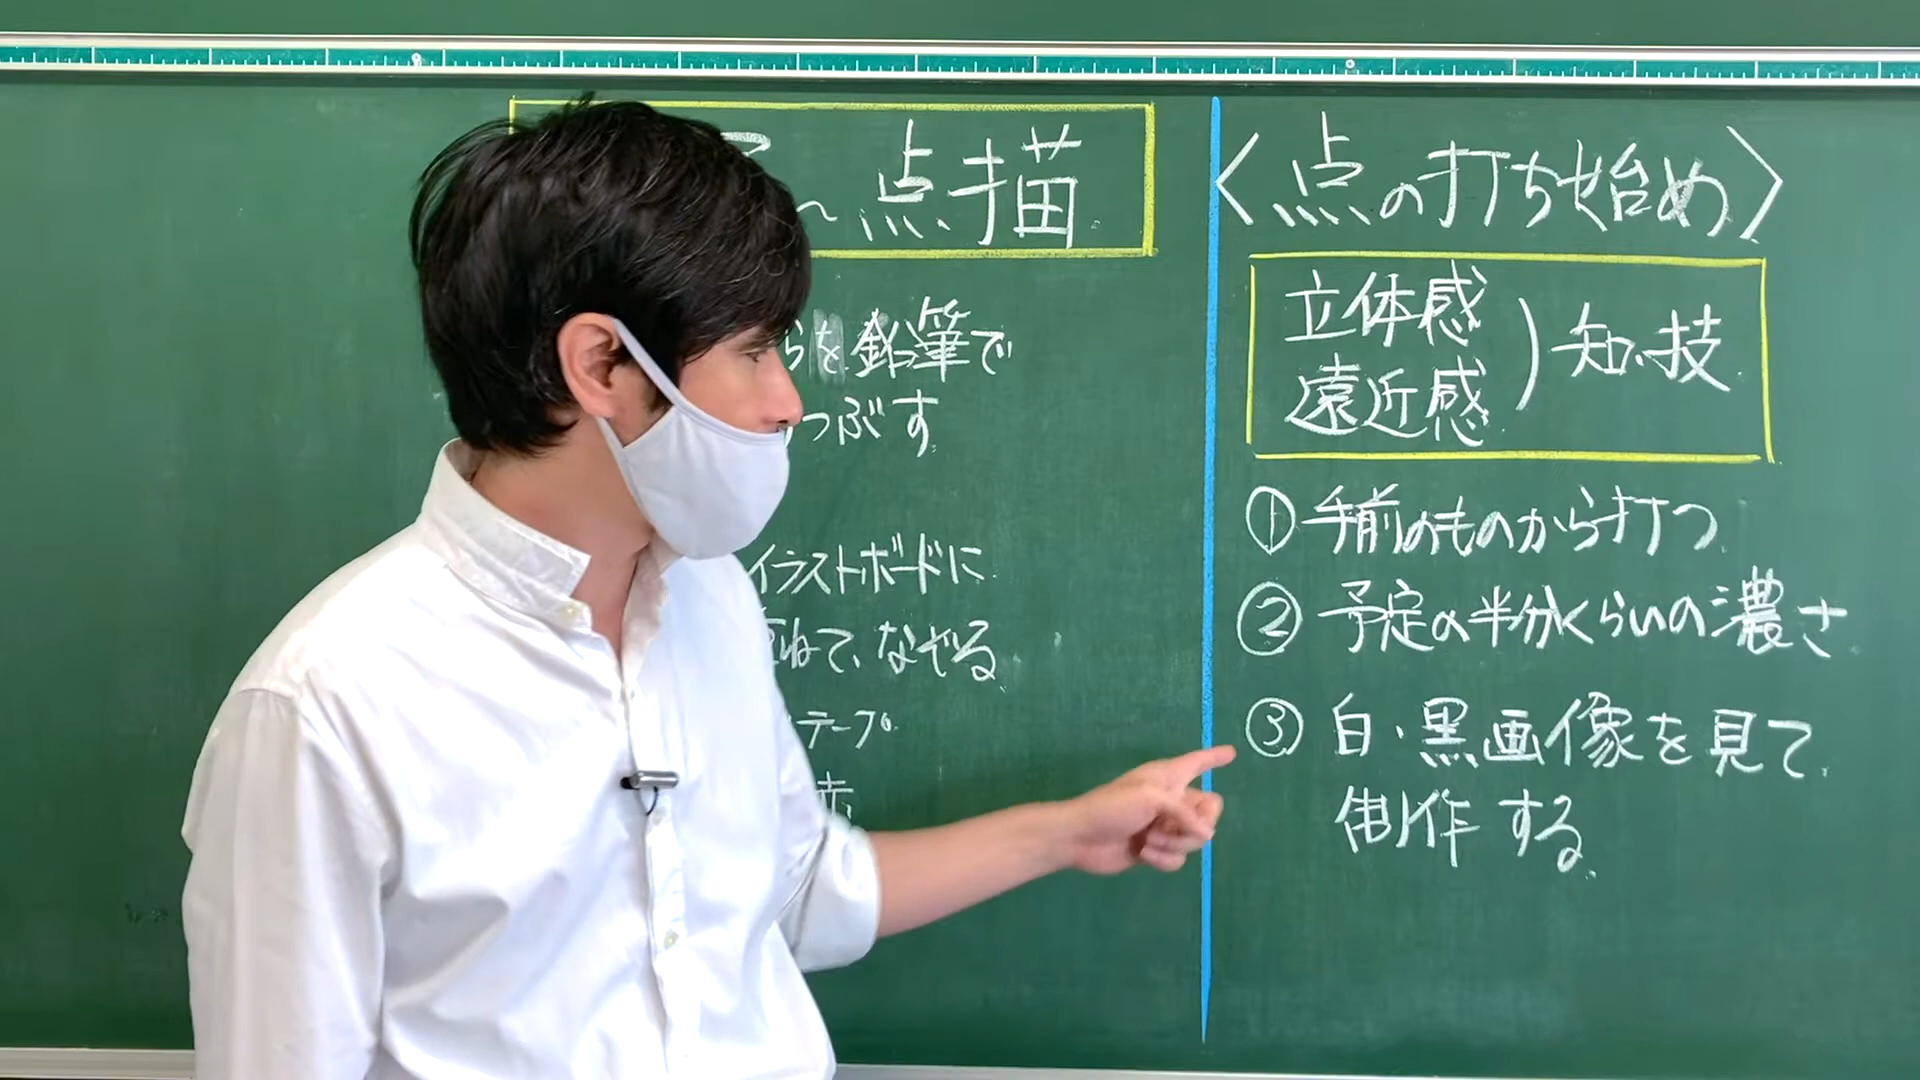 〜点描
らを鉛筆で
つぶす
イラストボードに
重ねて、なぞる
テープ
赤
〈点の打ち始め〉
立体感
遠近感
)知・技
①手前のものから打つ
②予定の半分くらいの濃さ
③白・黒画像を見て
制作する。